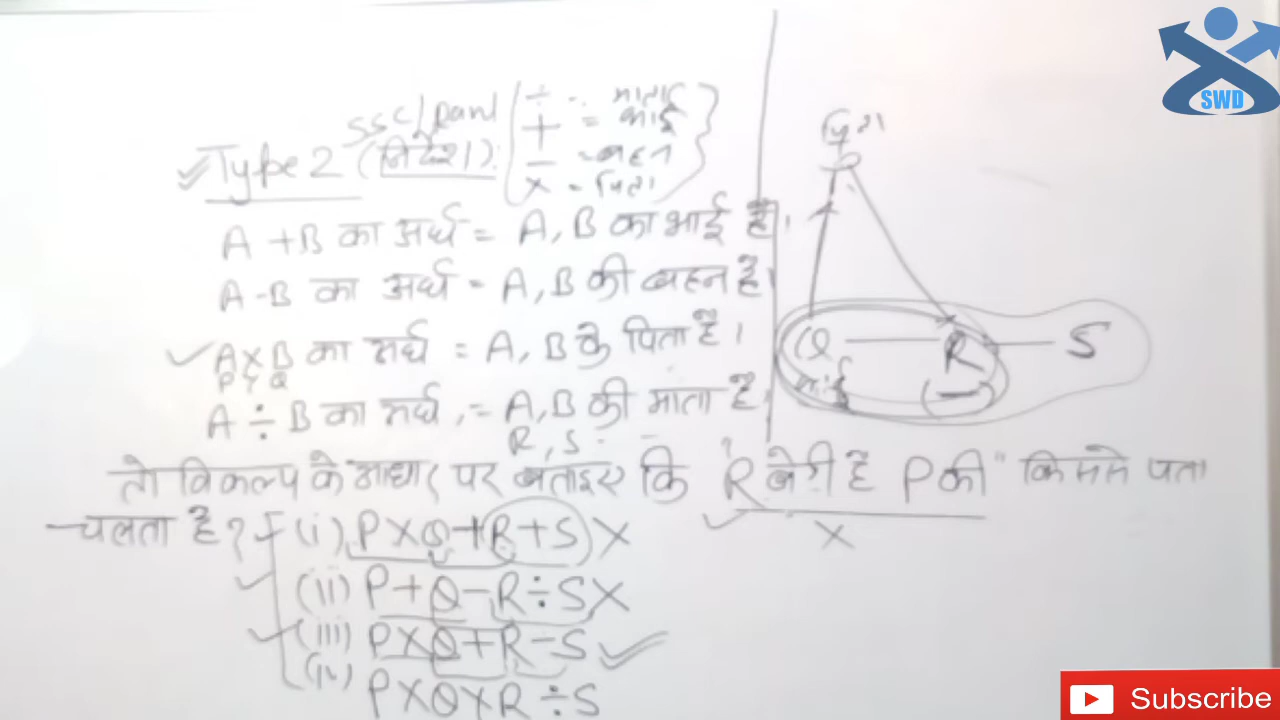 SWD
SSC/
÷ माता
+ = भाई
Type 2 (निर्देश):
- = बहन
x = पिता
पिता
A + B का अर्थ = A, B का भाई है।
A - B का अर्थ = A, B की बहन है।
A x B का अर्थ = A, B के पिता है।
P x Q
Q R S
भाई (-)
A ÷ B का अर्थ, = A, B की माता है।
R, S
तो विकल्प के आधार पर बताइए कि R बेटी है P की " किससे पता
चलता है? (i) P X Q + R + S X
X
(ii) P + Q - R ÷ S X
(iii) P X Q + R - S
(iv) P X Q X R ÷ S
Subscribe